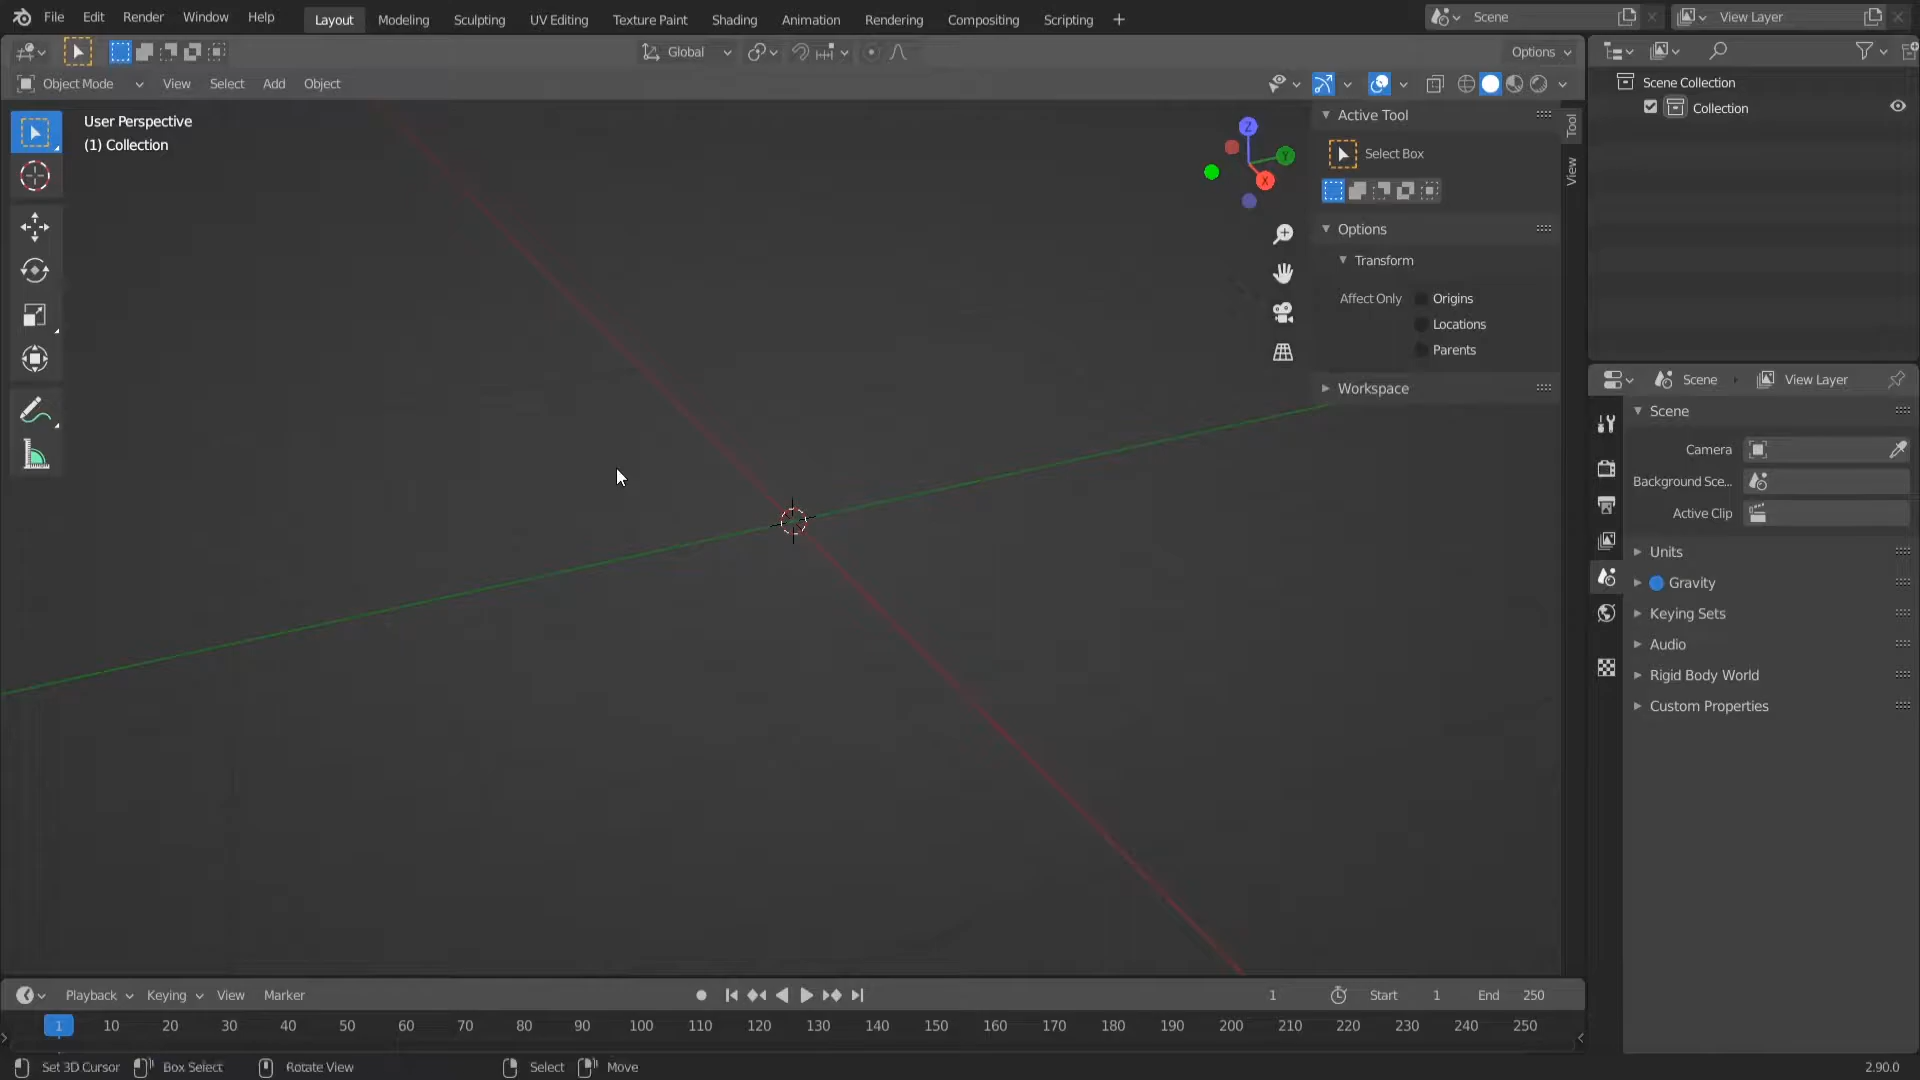 File Edit Render Window Help Layout Modeling Sculpting UV Editing Texture Paint Shading Animation Rendering Compositing Scripting + Scene View Layer
Global Options
Object Mode View Select Add Object
User Perspective
(1) Collection
Z
Y
X
Active Tool
Select Box
Options
Transform
Affect Only Origins
Locations
Parents
Workspace
Tool
View
Scene Collection
Collection
Scene View Layer
Scene
Camera
Background Sce...
Active Clip
Units
Gravity
Keying Sets
Audio
Rigid Body World
Custom Properties
Playback Keying View Marker 1 Start 1 End 250
1 10 20 30 40 50 60 70 80 90 100 110 120 130 140 150 160 170 180 190 200 210 220 230 240 250
Set 3D Cursor Box Select Rotate View Select Move 2.90.0